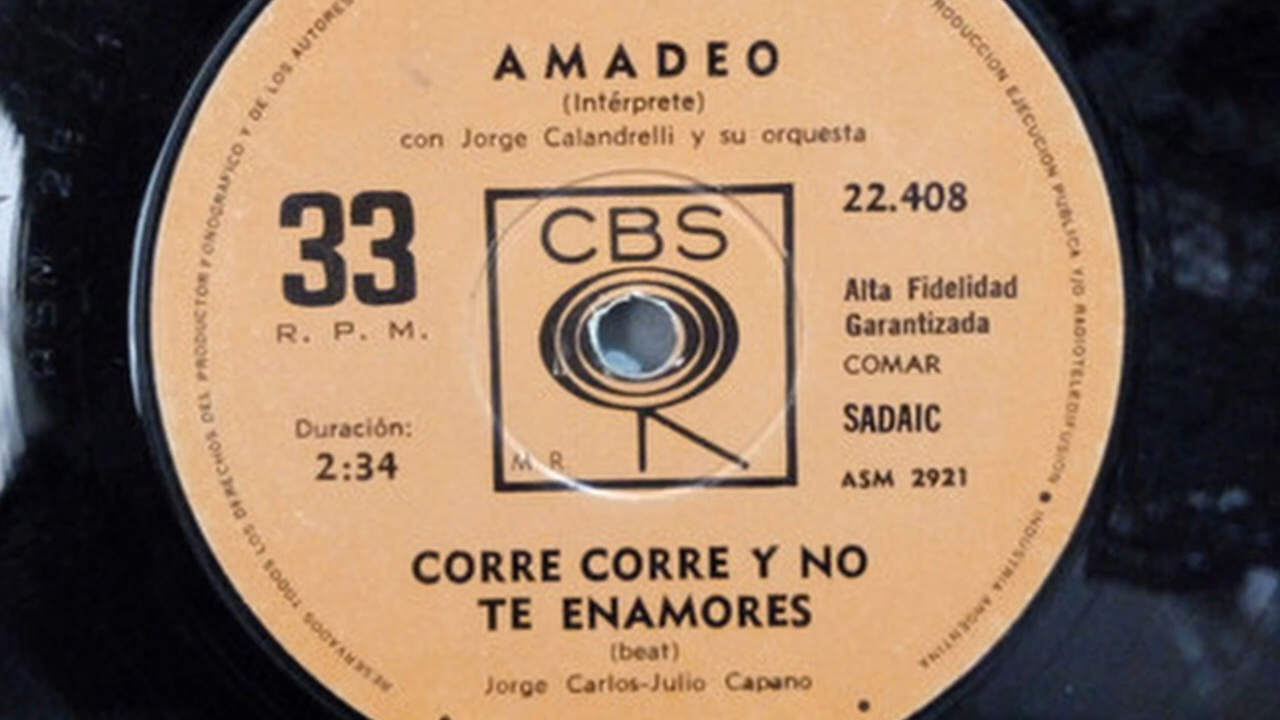 AMADEO
(Intérprete)
con Jorge Calandrelli y su orquesta
33
R. P. M.
CBS
M R
22.408
Alta Fidelidad
Garantizada
COMAR
SADAIC
ASM 2921
Duración:
2:34
CORRE CORRE Y NO
TE ENAMORES
(beat)
Jorge Carlos-Julio Capano
RESERVADOS TODOS LOS DERECHOS DEL PRODUCTOR FONOGRAFICO Y DE LOS AUTORES
EJECUCION PUBLICA Y/O RADIOTELEDIFUSION • INDUSTRIA ARGENTINA